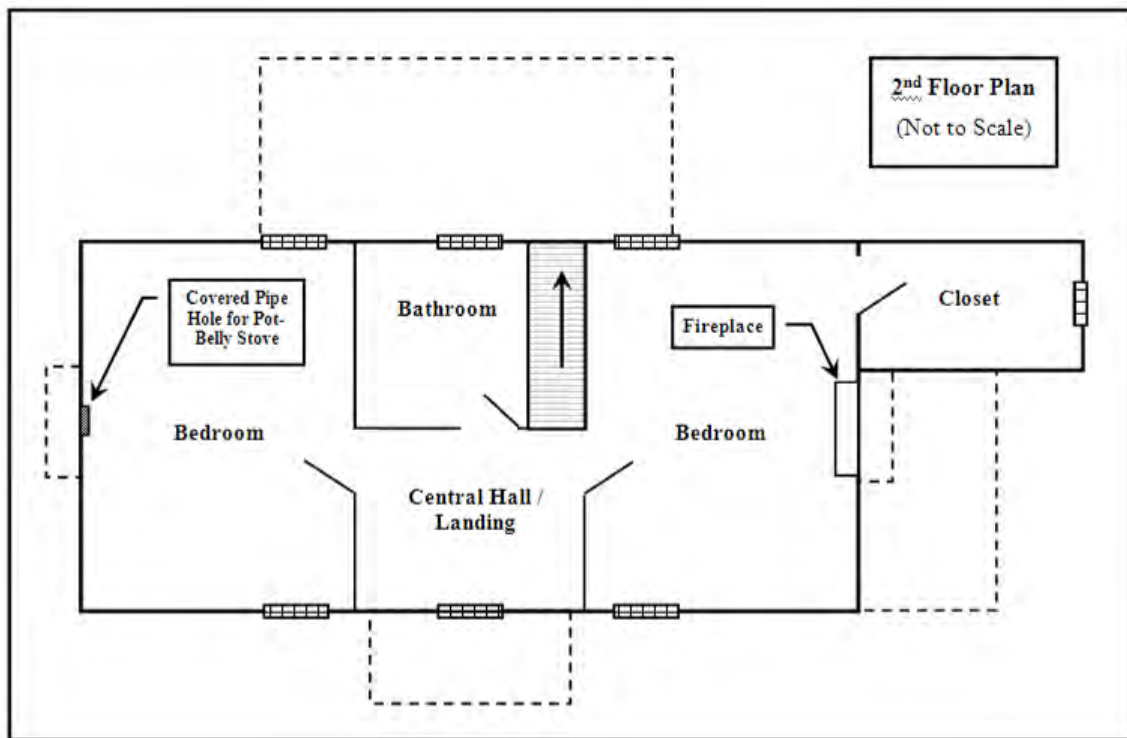 2nd Floor Plan
(Not to Scale)
Covered Pipe
Hole for Pot-
Belly Stove
Bathroom
Fireplace
Closet
Bedroom
Bedroom
Central Hall /
Landing